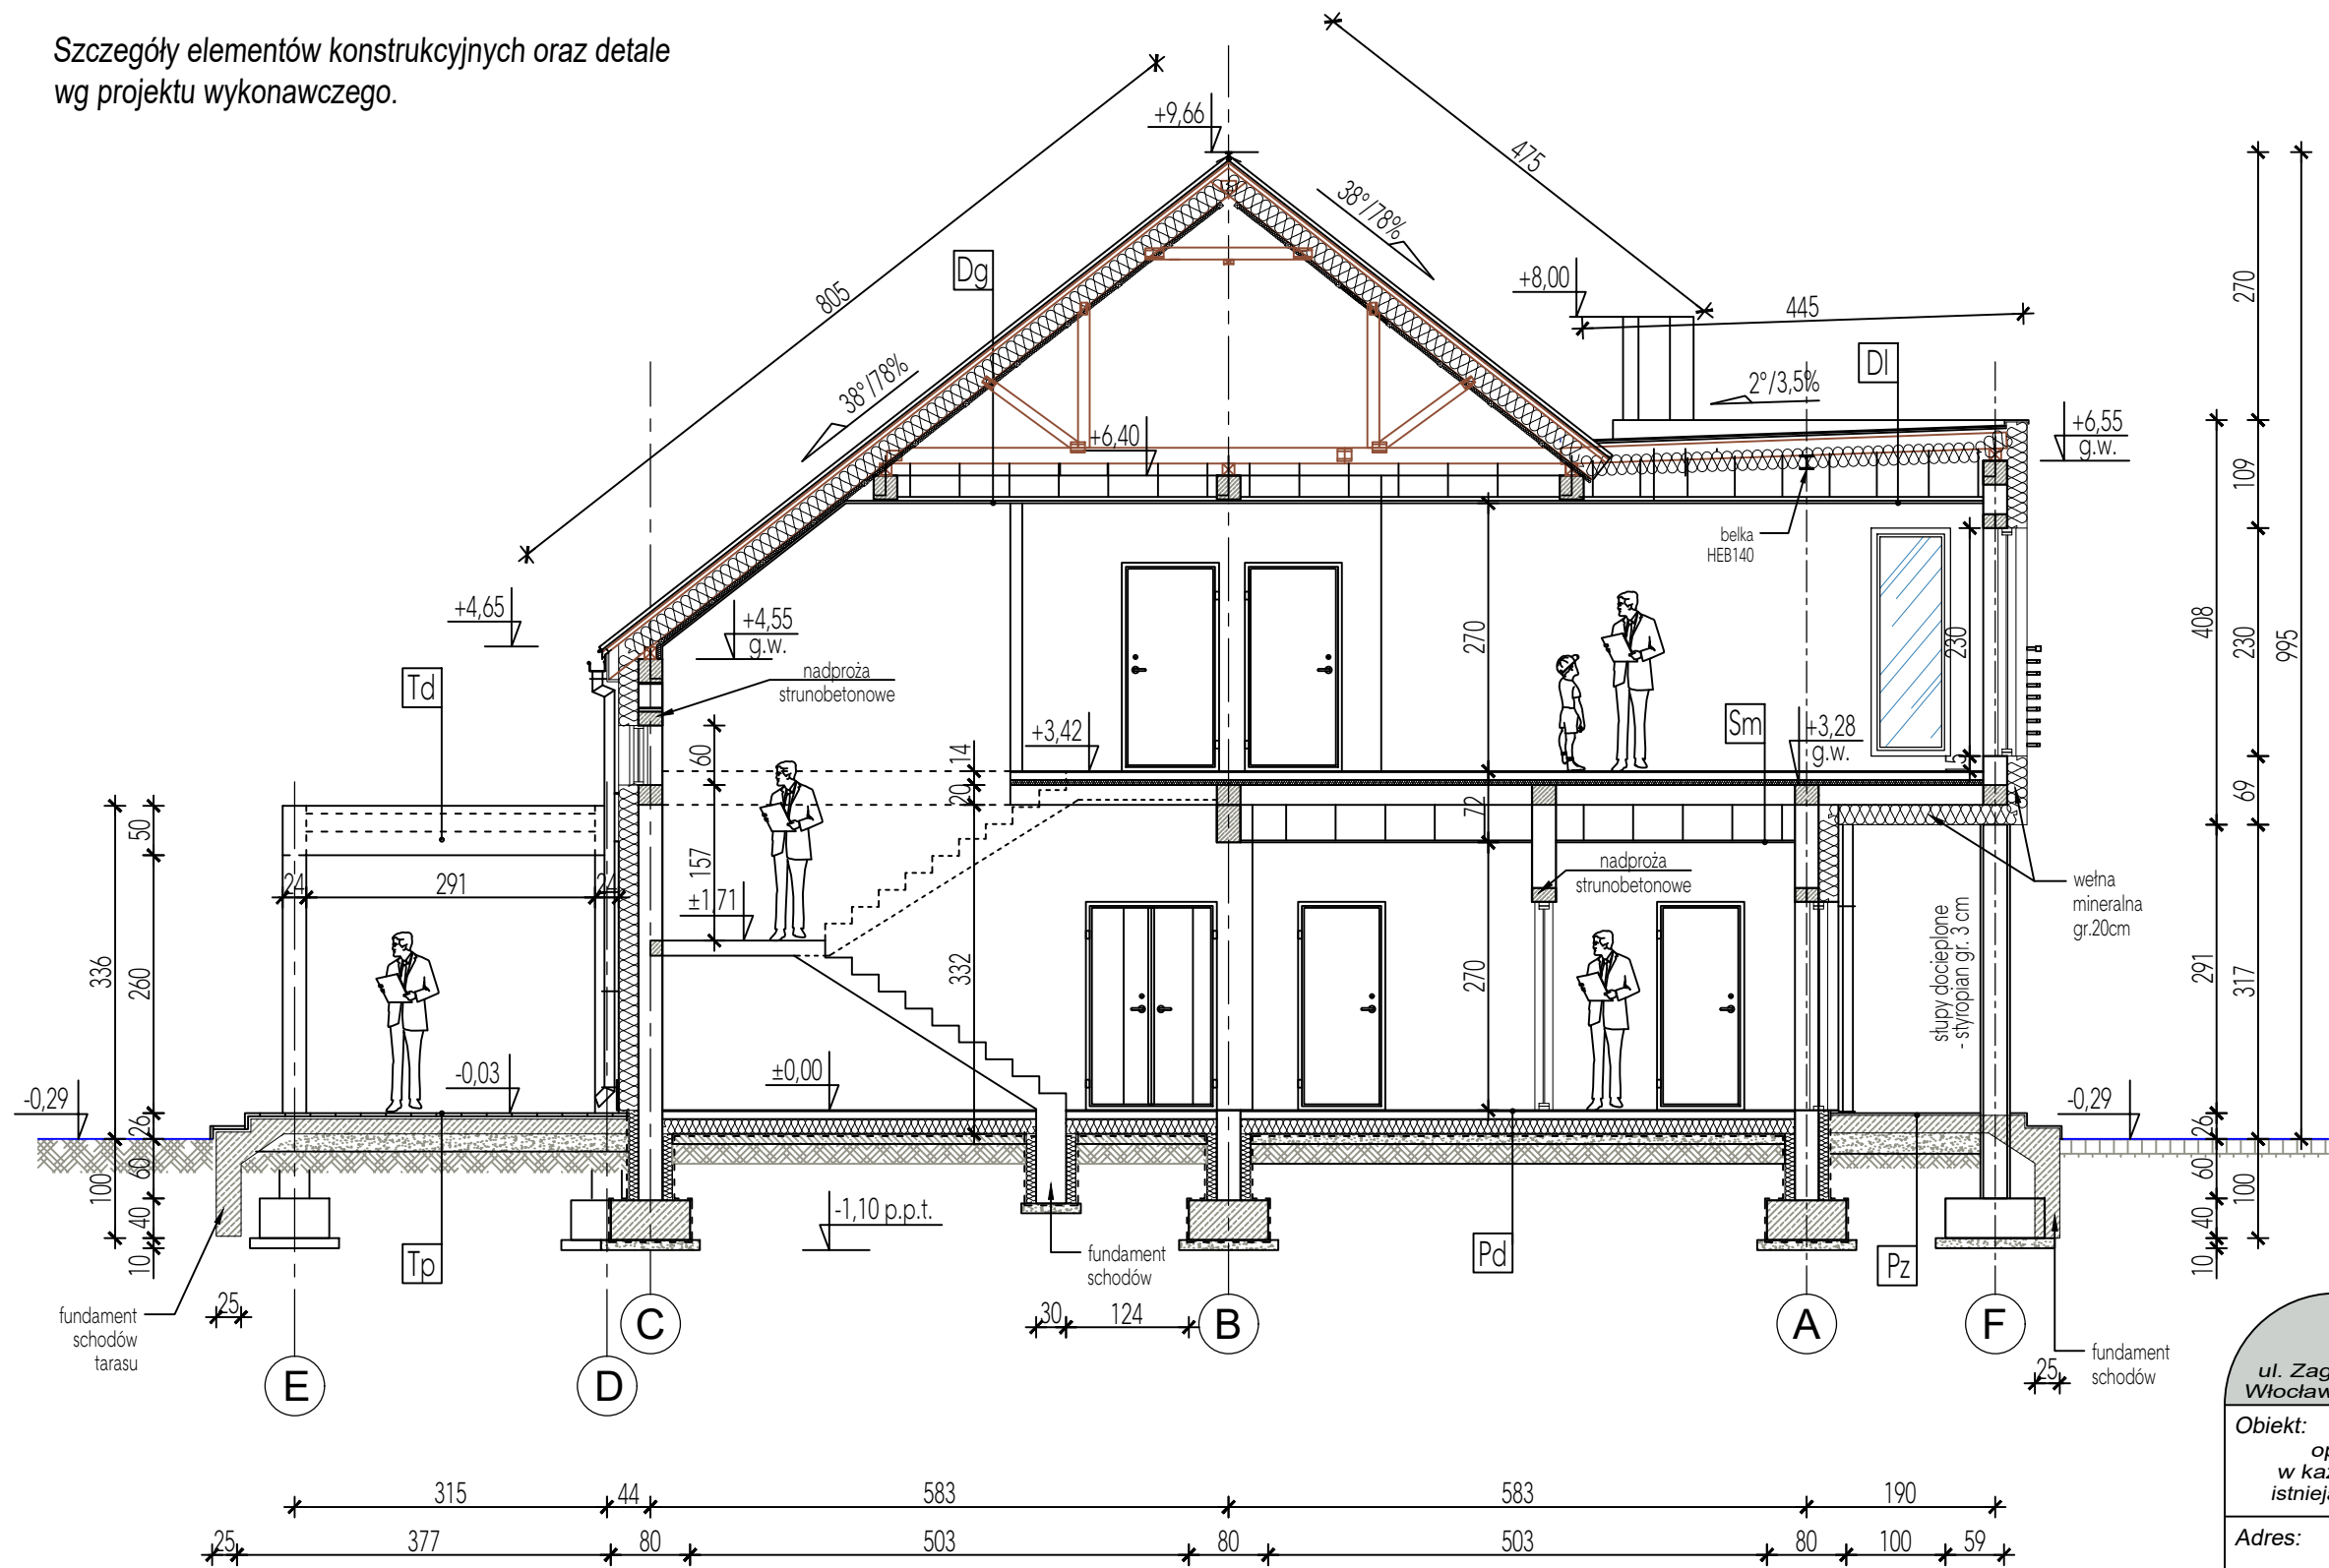 Szczegóły elementów konstrukcyjnych oraz detale
wg projektu wykonawczego.
+9,66
805
475
38°/78%
38°/78%
Dg
+8,00
445
Dl
2°/3,5%
+6,55
g.w.
+6,40
belka
HEB140
+4,65
+4,55
g.w.
nadproża
strunobetonowe
Td
+3,42
Sm
+3,28
g.w.
270
230
15
60
14
20
157
72
±1,71
nadproża
strunobetonowe
332
270
słupy docieplone
- styropian gr. 3 cm
wełna
mineralna
gr.20cm
24
291
24
50
336
260
26
60
100
40
10
-0,29
-0,03
±0,00
-0,29
-1,10 p.p.t.
Tp
Pd
Pz
270
109
408
230
995
69
291
317
26
60
100
40
10
fundament
schodów
tarasu
25
fundament
schodów
30
124
fundament
schodów
25
E
D
C
B
A
F
315
44
583
583
190
25
377
80
503
80
503
80
100
59
ul. Zag
Włocław
Obiekt:
op
w kaz
istniej
Adres: